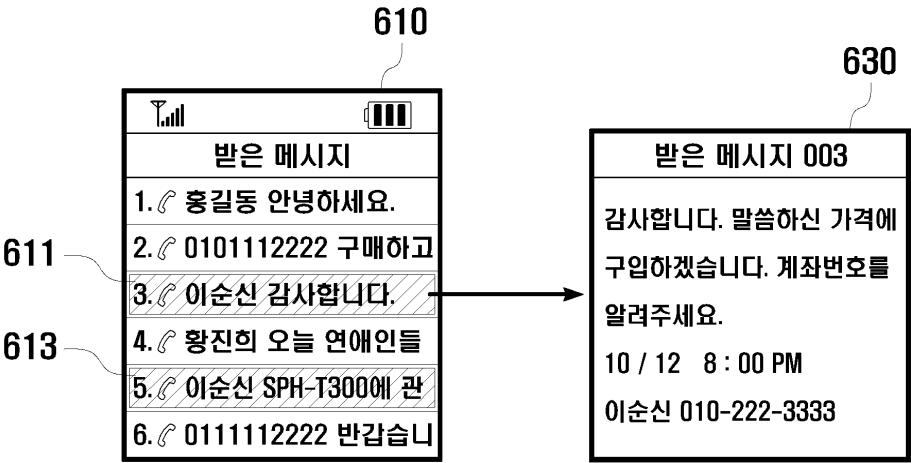 610
630
받은 메시지
1. 홍길동 안녕하세요.
2. 0101112222 구매하고
611
3. 이순신 감사합니다.
4. 황진희 오늘 연애인들
613
5. 이순신 SPH-T300에 관
6. 0111112222 반갑습니
받은 메시지 003
감사합니다. 말씀하신 가격에
구입하겠습니다. 계좌번호를
알려주세요.
10 / 12 8 : 00 PM
이순신 010-222-3333